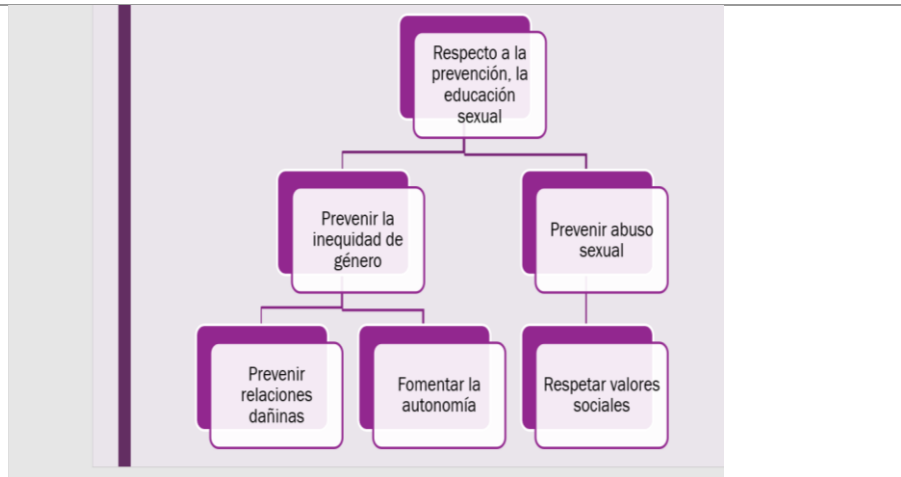 Respecto a la
prevención, la
educación
sexual
Prevenir la
inequidad de
género
Prevenir abuso
sexual
Prevenir
relaciones
dañinas
Fomentar la
autonomía
Respetar valores
sociales